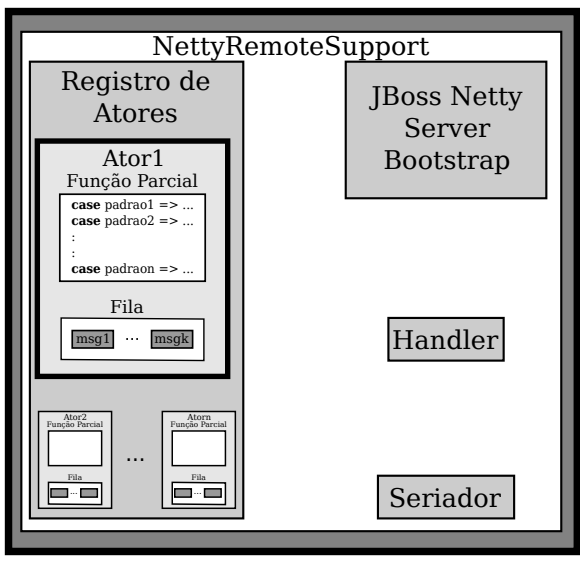 NettyRemoteSupport
Registro de
Atores
Ator1
Função Parcial
case padrao1 => ...
case padrao2 => ...
:
:
case padraon => ...
Fila
msg1 ... msgk
Ator2
Função Parcial
Fila
...
...
Atorn
Função Parcial
Fila
...
JBoss Netty
Server
Bootstrap
Handler
Seriador